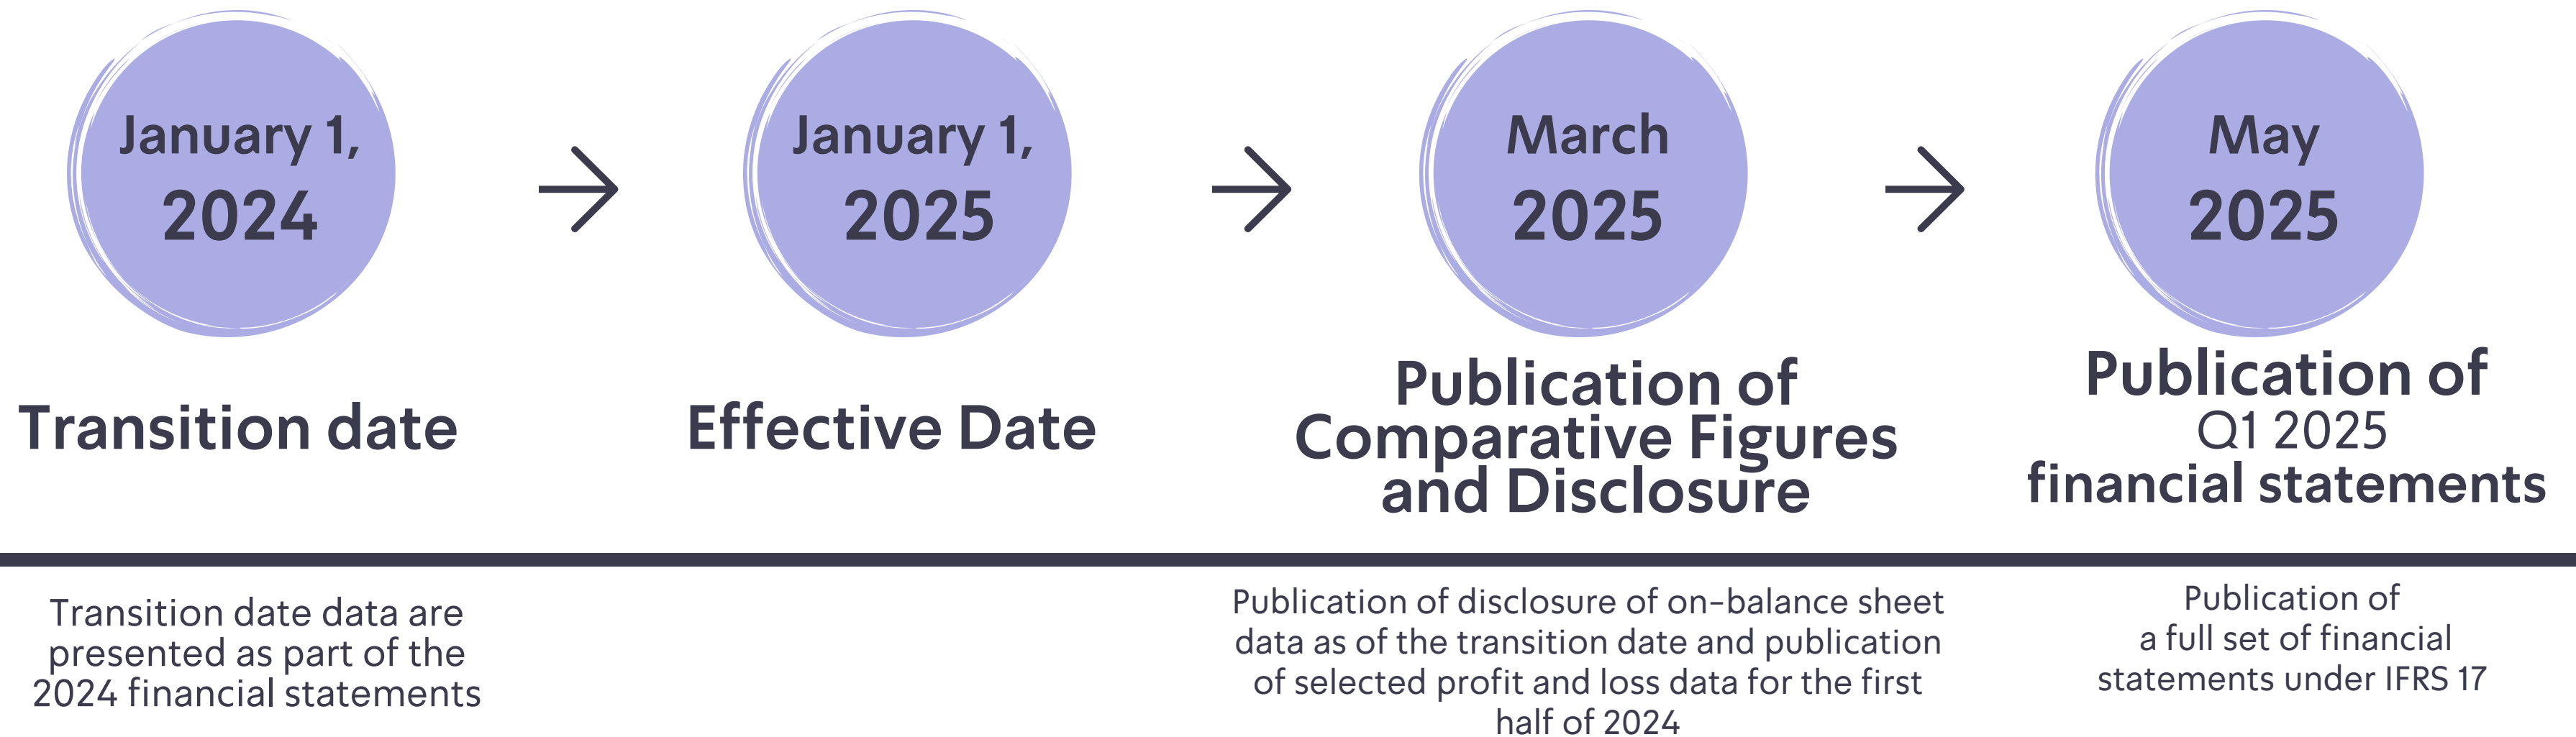 January 1,
2024
January 1,
2025
March
2025
May
2025
Transition date
Effective Date
Publication of
Comparative Figures
and Disclosure
Publication of
Q1 2025
financial statements
Transition date data are
presented as part of the
2024 financial statements
Publication of disclosure of on-balance sheet
data as of the transition date and publication
of selected profit and loss data for the first
half of 2024
Publication of
a full set of financial
statements under IFRS 17